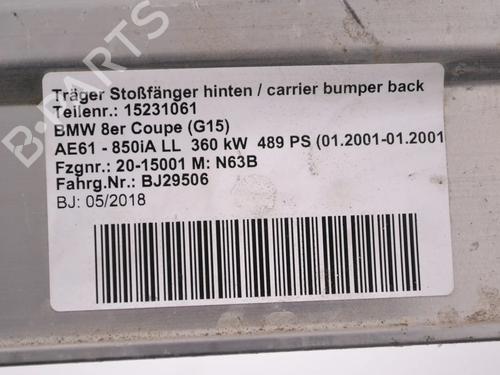 B-PARTS
Träger Stoßfänger hinten / carrier bumper back
Teilenr.: 15231061
BMW 8er Coupe (G15)
AE61 - 850iA LL 360 kW 489 PS (01.2001-01.2001
Fzgnr.: 20-15001 M: N63B
Fahrg.Nr.: BJ29506
BJ: 05/2018